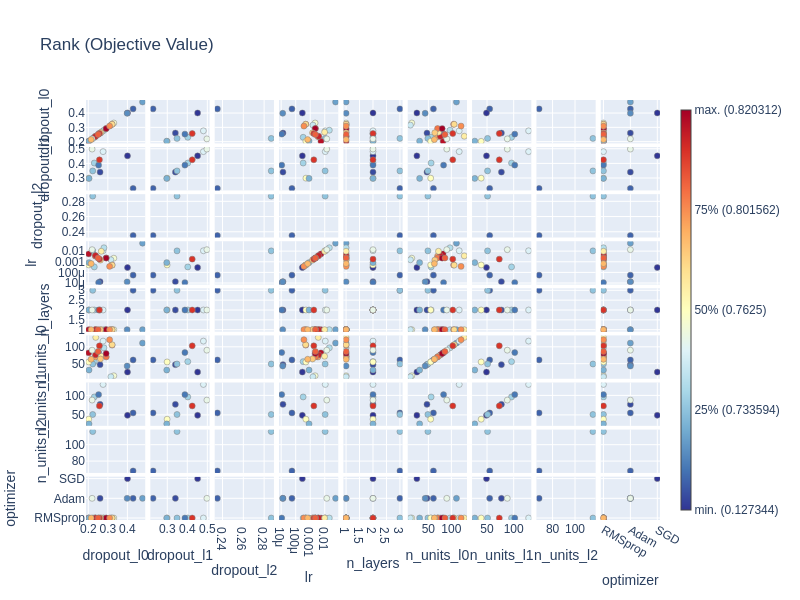 Rank (Objective Value)
dropout_l0
0.4
0.3
0.2
dropout_l1
0.5
0.4
0.3
dropout_l2
0.28
0.26
0.24
lr
0.01
0.001
100μ
10μ
n_layers
3
2.5
2
1.5
1
n_units_l0
100
50
n_units_l1
100
50
n_units_l2
100
80
optimizer
SGD
Adam
RMSprop
0.2 0.3 0.4
dropout_l0
0.3 0.4 0.5
dropout_l1
0.24 0.26 0.28
dropout_l2
10μ 100μ 0.001 0.01
lr
1 1.5 2 2.5 3
n_layers
50 100
n_units_l0
50 100
n_units_l1
80 100
n_units_l2
RMSprop Adam SGD
optimizer
max. (0.820312)
75% (0.801562)
50% (0.7625)
25% (0.733594)
min. (0.127344)